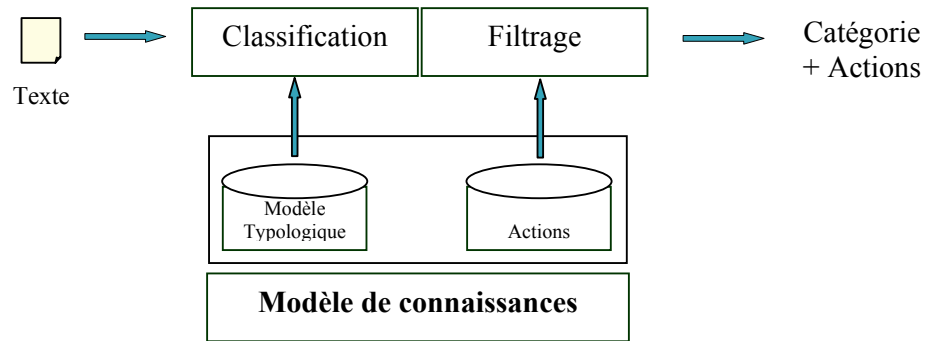 Classification
Filtrage
Catégorie
+ Actions
Texte
Modèle
Typologique
Actions
Modèle de connaissances